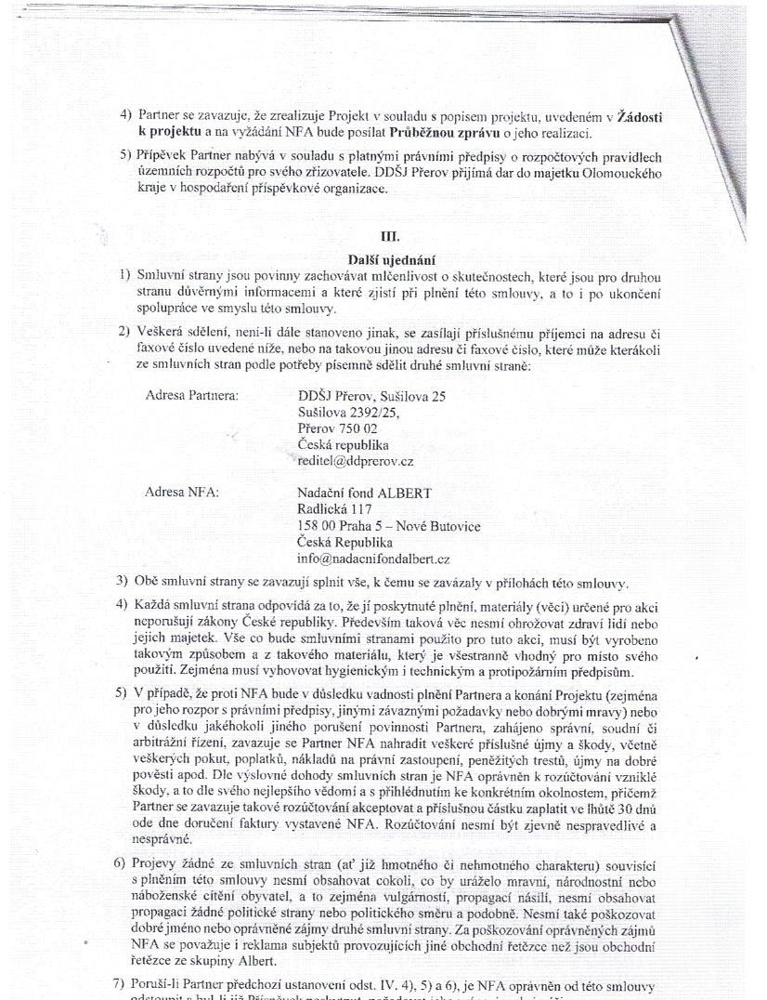 4) Partner se zavazuje, že zrealizuje Projekt v souladu s popisem projektu, uvedeném v Žádosti
k projektu a na vyžádání NFA bude posílat Průběžnou zprávu o jeho realizaci.
5) Přípěvek Partner nabývá v souladu s platnými právními předpisy o rozpočtových pravidlech
územních rozpočtů pro svého zřizovatele. DDŠJ Přerov přijímá dar do majetku Olomouckého
kraje v hospodaření příspěvkové organizace.
III.
Další ujednání
1) Smluvní strany jsou povinny zachovávat mlčenlivost o skutečnostech, které jsou pro druhou
stranu důvěrnými informacemi a které zjistí při plnění této smlouvy, a to i po ukončení
spolupráce ve smyslu této smlouvy.
2) Veškerá sdělení, není-li dále stanoveno jinak, se zasílají příslušnému příjemci na adresu či
faxové číslo uvedené níže, nebo na takovou jinou adresu či faxové číslo, které může kterákoli
ze smluvních stran podle potřeby písemně sdělit druhé smluvní straně:
Adresa Partnera: DDŠJ Přerov, Sušilova 25
Sušilova 2392/25,
Přerov 750 02
Česká republika
reditel@ddprerov.cz
Adresa NFA: Nadační fond ALBERT
Radlická 117
158 00 Praha 5 – Nové Butovice
Česká Republika
info@nadacnifondalbert.cz
3) Obě smluvní strany se zavazují splnit vše, k čemu se zavázaly v přílohách této smlouvy.
4) Každá smluvní strana odpovídá za to, že jí poskytnuté plnění, materiály (věci) určené pro akci
neporušují zákony České republiky. Především taková věc nesmí ohrožovat zdraví lidí nebo
jejich majetek. Vše co bude smluvními stranami použito pro tuto akci, musí být vyrobeno
takovým způsobem a z takového materiálu, který je všestranně vhodný pro místo svého
použití. Zejména musí vyhovovat hygienickým i technickým a protipožárním předpisům.
5) V případě, že proti NFA bude v důsledku vadnosti plnění Partnera a konání Projektu (zejména
pro jeho rozpor s právními předpisy, jinými závaznými požadavky nebo dobrými mravy) nebo
v důsledku jakéhokoli jiného porušení povinnosti Partnera, zahájeno správní, soudní či
arbitrážní řízení, zavazuje se Partner NFA nahradit veškeré příslušné újmy a škody, včetně
veškerých pokut, poplatků, nákladů na právní zastoupení, peněžitých trestů, újmy na dobré
pověsti apod. Dle výslovné dohody smluvních stran je NFA oprávněn k rozúčtování vzniklé
škody, a to dle svého nejlepšího vědomí a s přihlédnutím ke konkrétním okolnostem, přičemž
Partner se zavazuje takové rozúčtování akceptovat a příslušnou částku zaplatit ve lhůtě 30 dnů
ode dne doručení faktury vystavené NFA. Rozúčtování nesmí být zjevně nespravedlivé a
nesprávné.
6) Projevy žádné ze smluvních stran (ať již hmotného či nehmotného charakteru) souvisící
s plněním této smlouvy nesmí obsahovat cokoli, co by uráželo mravní, národnostní nebo
náboženské cítění obyvatel, a to zejména vulgárností, propagací násilí, nesmí obsahovat
propagaci žádné politické strany nebo politického směru a podobně. Nesmí také poškozovat
dobré jméno nebo oprávněné zájmy druhé smluvní strany. Za poškozování oprávněných zájmů
NFA se považuje i reklama subjektů provozujících jiné obchodní řetězce než jsou obchodní
řetězce ze skupiny Albert.
7) Poruší-li Partner předchozí ustanovení odst. IV. 4), 5) a 6), je NFA oprávněn od této smlouvy